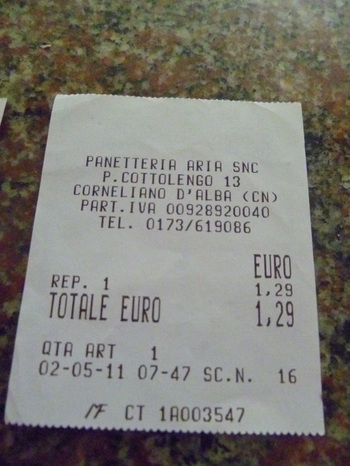 PANETTERIA ARIA SNC
P.COTTOLENGO 13
CORNELIANO D'ALBA (CN)
PART.IVA 00928920040
TEL. 0173/619086
EURO
REP. 1 1,29
TOTALE EURO 1,29
QTA ART 1
02-05-11 07-47 SC.N. 16
MF CT 1A003547